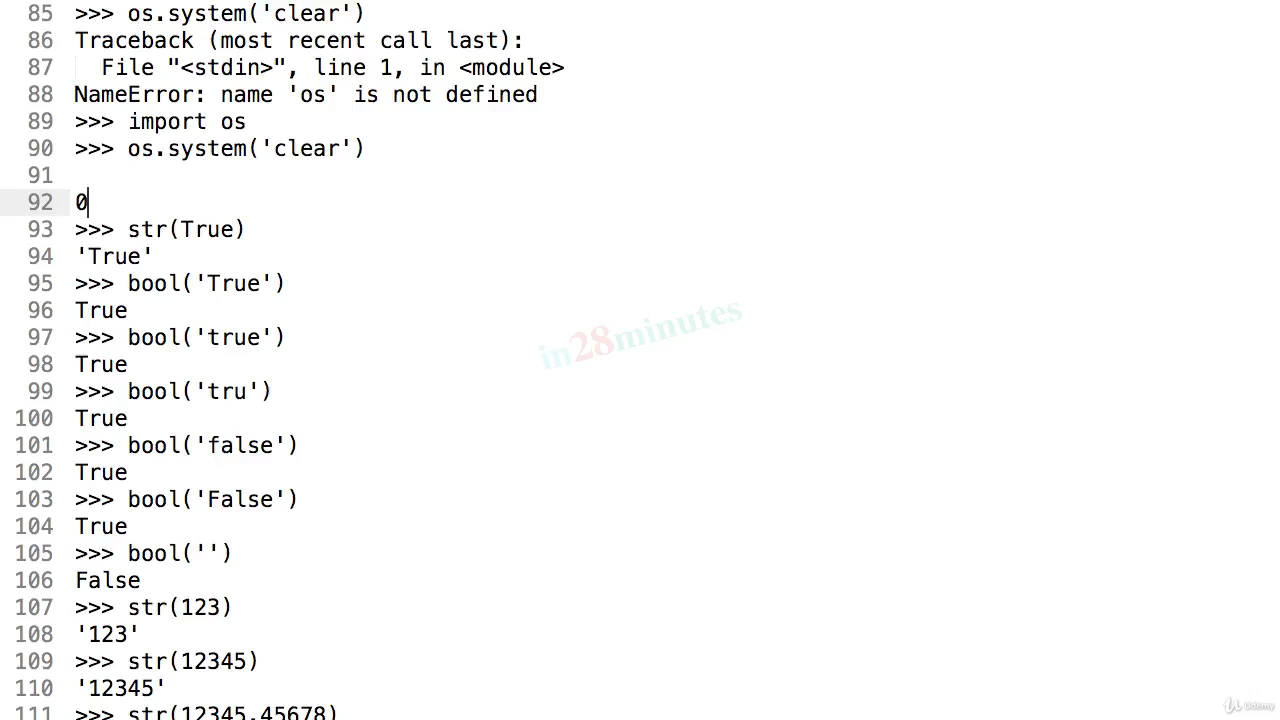 85 >>> os.system('clear')
86 Traceback (most recent call last):
87 File "<stdin>", line 1, in <module>
88 NameError: name 'os' is not defined
89 >>> import os
90 >>> os.system('clear')
91
92 0
93 >>> str(True)
94 'True'
95 >>> bool('True')
96 True
97 >>> bool('true')
98 True
99 >>> bool('tru')
100 True
101 >>> bool('false')
102 True
103 >>> bool('False')
104 True
105 >>> bool('')
106 False
107 >>> str(123)
108 '123'
109 >>> str(12345)
110 '12345'
111 >>> str(12345.45678)
in28minutes
Udemy